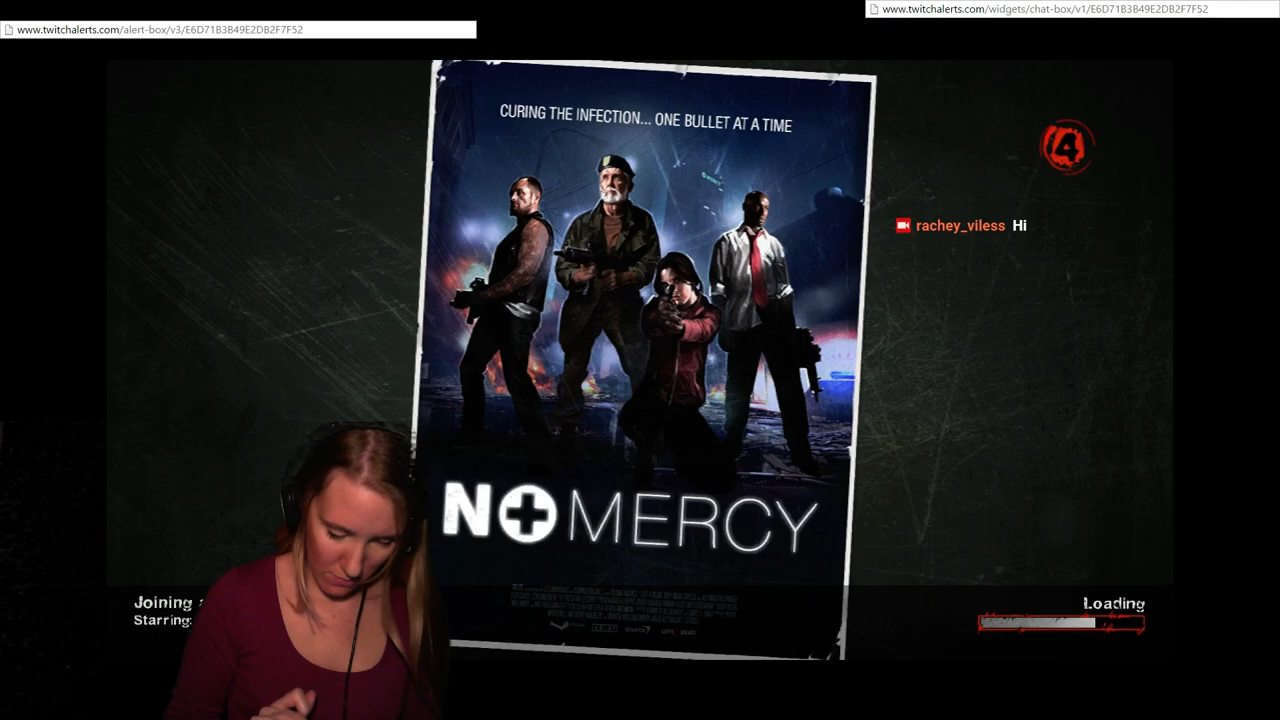 www.twitchalerts.com/widgets/chat-box/v1/E6D71B3B49E2DB2F7F52
www.twitchalerts.com/alert-box/v3/E6D71B3B49E2DB2F7F52
CURING THE INFECTION... ONE BULLET AT A TIME
4
rachey_viless Hi
NO MERCY
Joining
Starring:
Loading